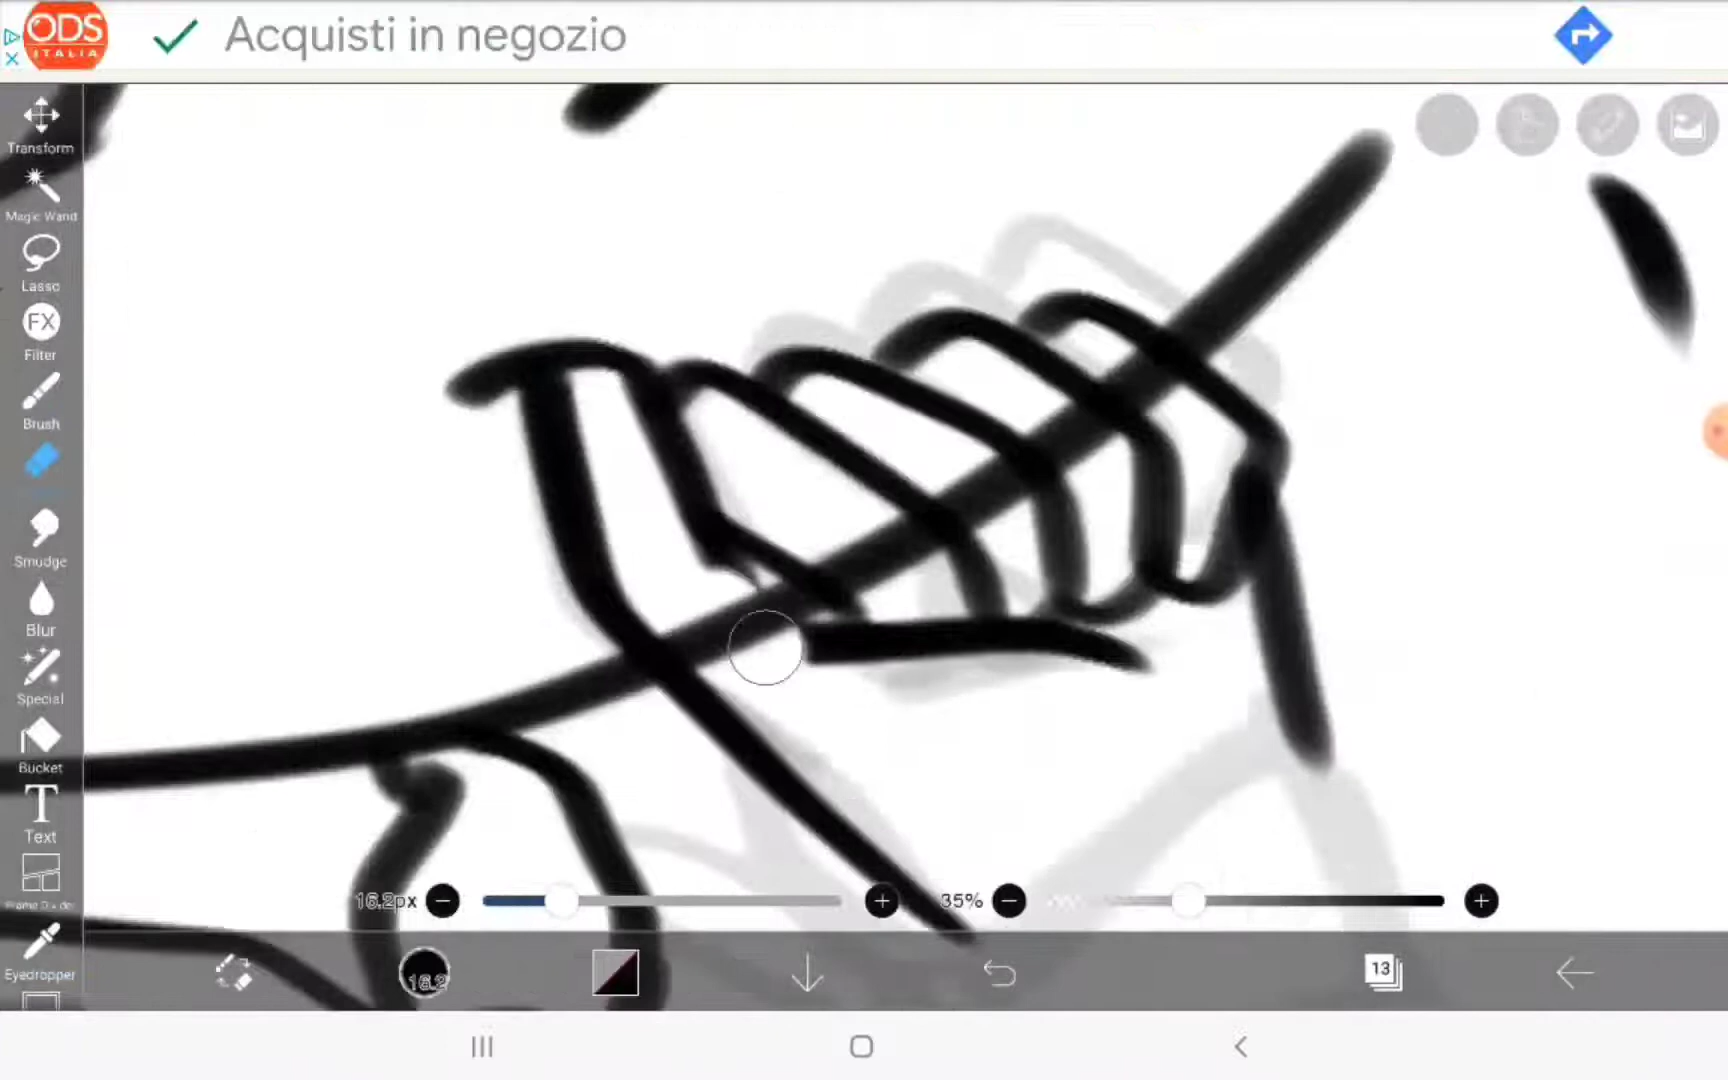 ODS
ITALIA
Acquisti in negozio
Transform
Magic Wand
Lasso
FX
Filter
Brush
Smudge
Blur
Special
Bucket
T
Text
Eyedropper
16.2px
35%
16.2
13